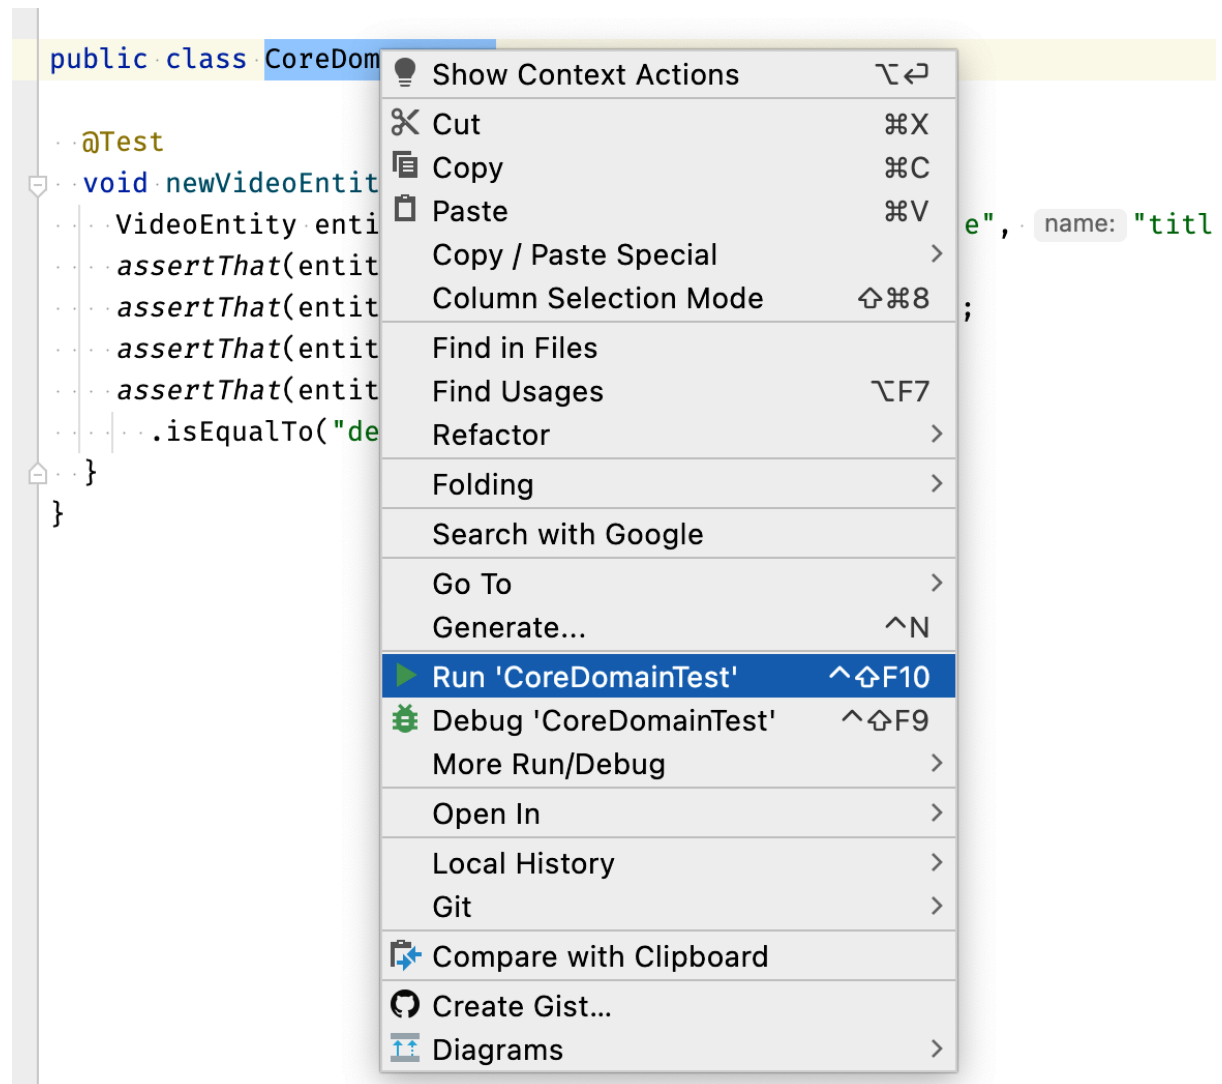 public class CoreDom
@Test
void newVideoEntit
VideoEntity enti e", name: "titl
assertThat(entit
assertThat(entit ;
assertThat(entit
assertThat(entit
.isEqualTo("de
}
}
Show Context Actions ⌥⏎
Cut ⌘X
Copy ⌘C
Paste ⌘V
Copy / Paste Special >
Column Selection Mode ⇧⌘8
Find in Files
Find Usages ⌥F7
Refactor >
Folding >
Search with Google
Go To >
Generate... ^N
Run 'CoreDomainTest' ^⇧F10
Debug 'CoreDomainTest' ^⇧F9
More Run/Debug >
Open In >
Local History >
Git >
Compare with Clipboard
Create Gist...
Diagrams >